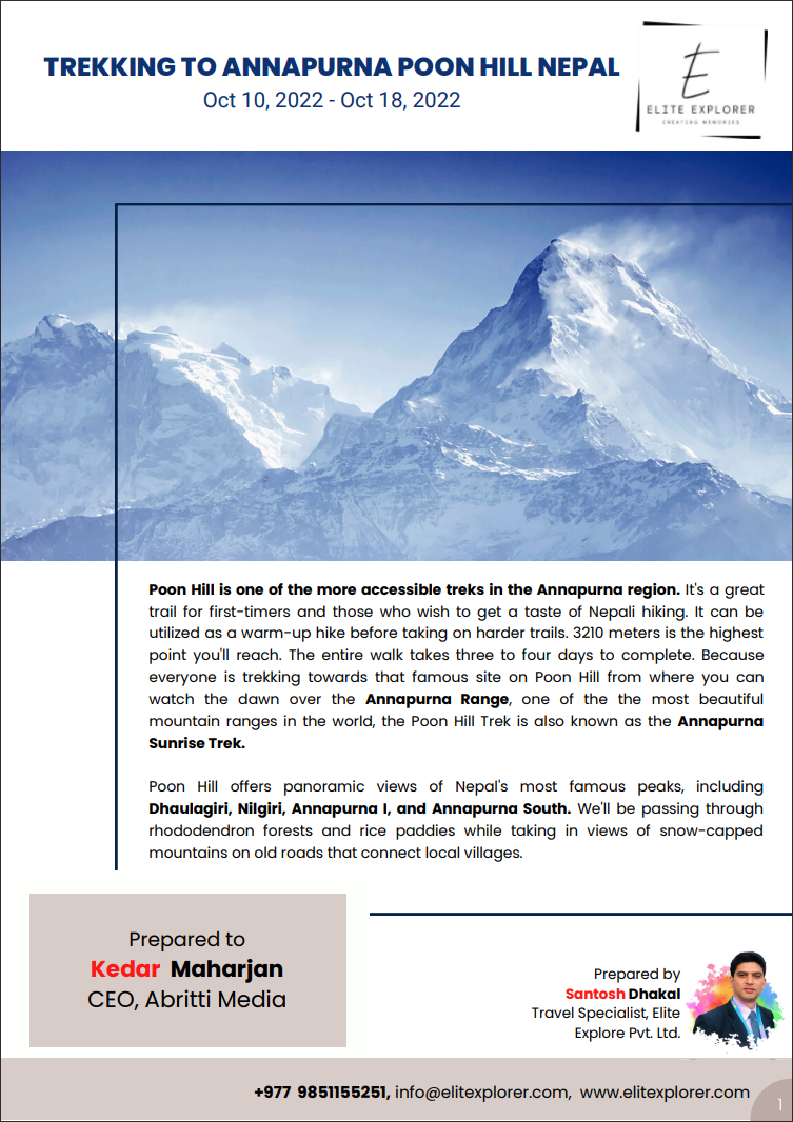 TREKKING TO ANNAPURNA POON HILL NEPAL
Oct 10, 2022 - Oct 18, 2022
E
ELITE EXPLORER
CREATING MEMORIES
Poon Hill is one of the more accessible treks in the Annapurna region. It's a great
trail for first-timers and those who wish to get a taste of Nepali hiking. It can be
utilized as a warm-up hike before taking on harder trails. 3210 meters is the highest
point you'll reach. The entire walk takes three to four days to complete. Because
everyone is trekking towards that famous site on Poon Hill from where you can
watch the dawn over the Annapurna Range, one of the the most beautiful
mountain ranges in the world, the Poon Hill Trek is also known as the Annapurna
Sunrise Trek.
Poon Hill offers panoramic views of Nepal's most famous peaks, including
Dhaulagiri, Nilgiri, Annapurna I, and Annapurna South. We'll be passing through
rhododendron forests and rice paddies while taking in views of snow-capped
mountains on old roads that connect local villages.
Prepared to
Kedar Maharjan
CEO, Abritti Media
Prepared by
Santosh Dhakal
Travel Specialist, Elite
Explore Pvt. Ltd.
+977 9851155251, info@elitexplorer.com, www.elitexplorer.com
1